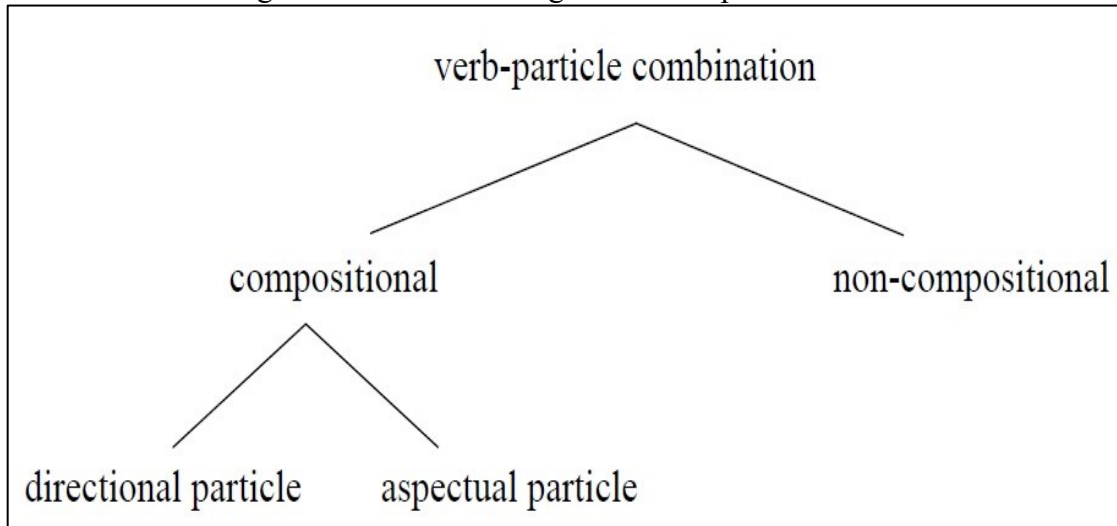 verb-particle combination
compositional non-compositional
directional particle aspectual particle